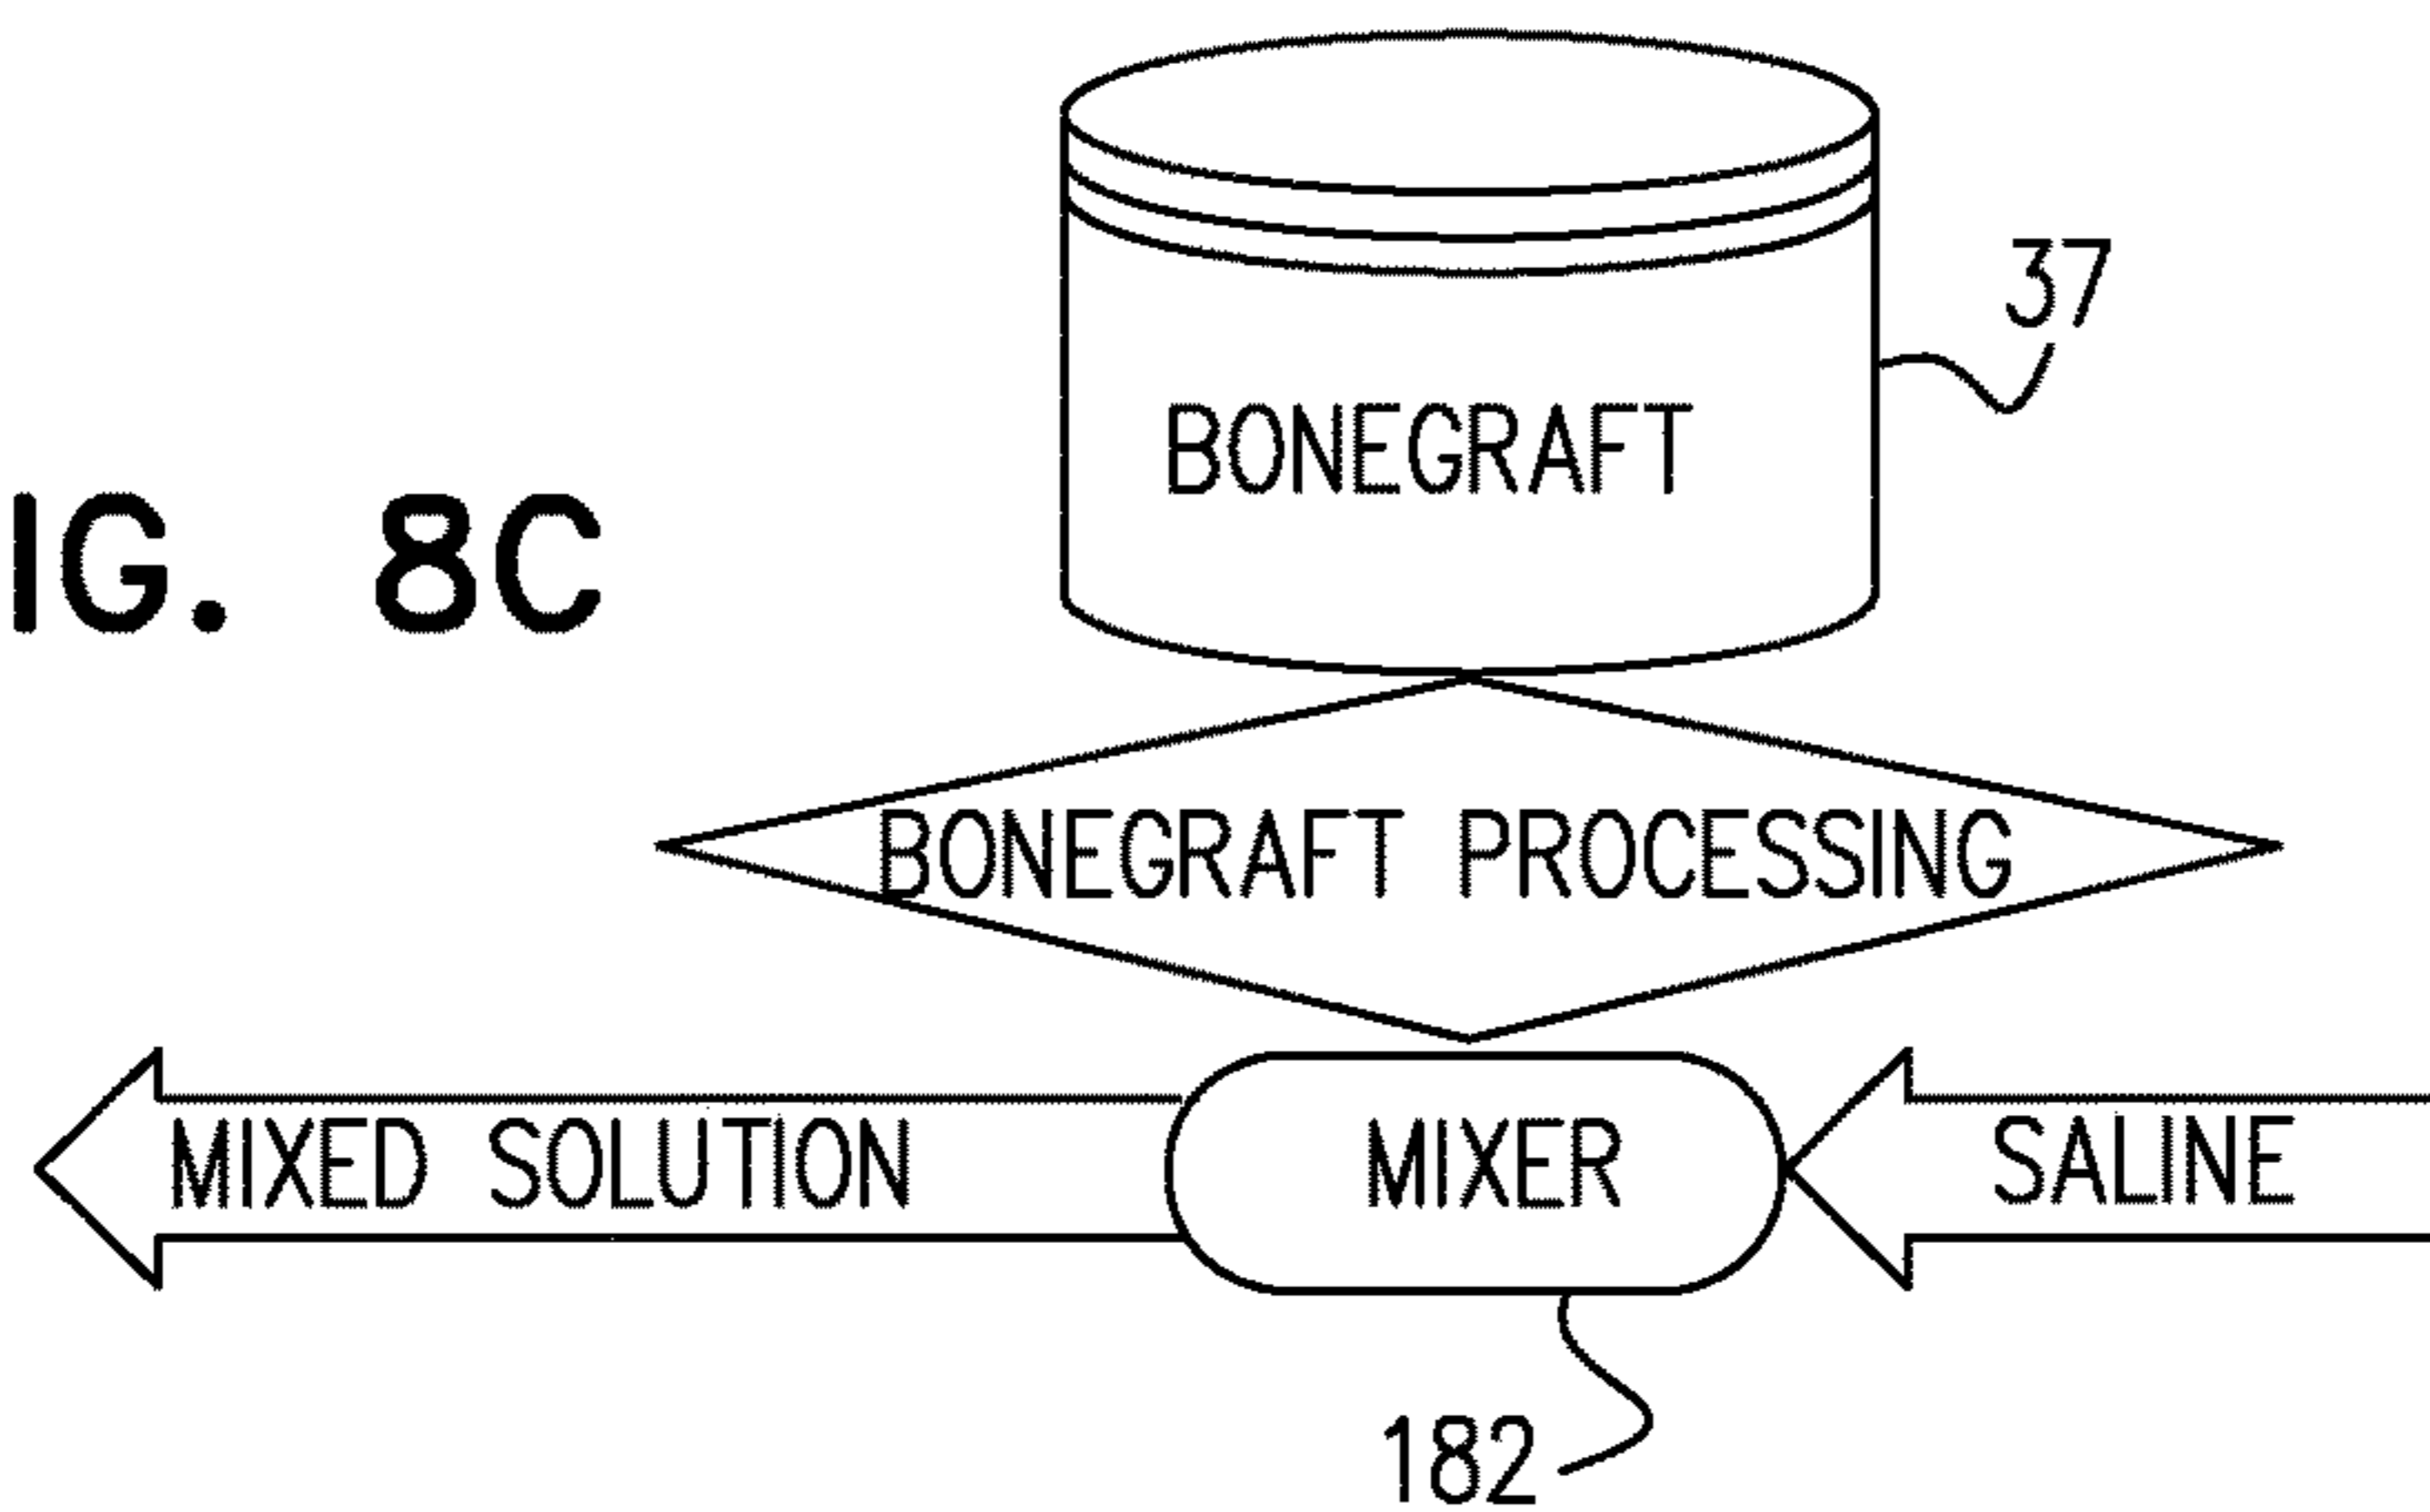 37
BONEGRAFT
IG. 8C
BONEGRAFT PROCESSING
MIXED SOLUTION
MIXER
SALINE
182